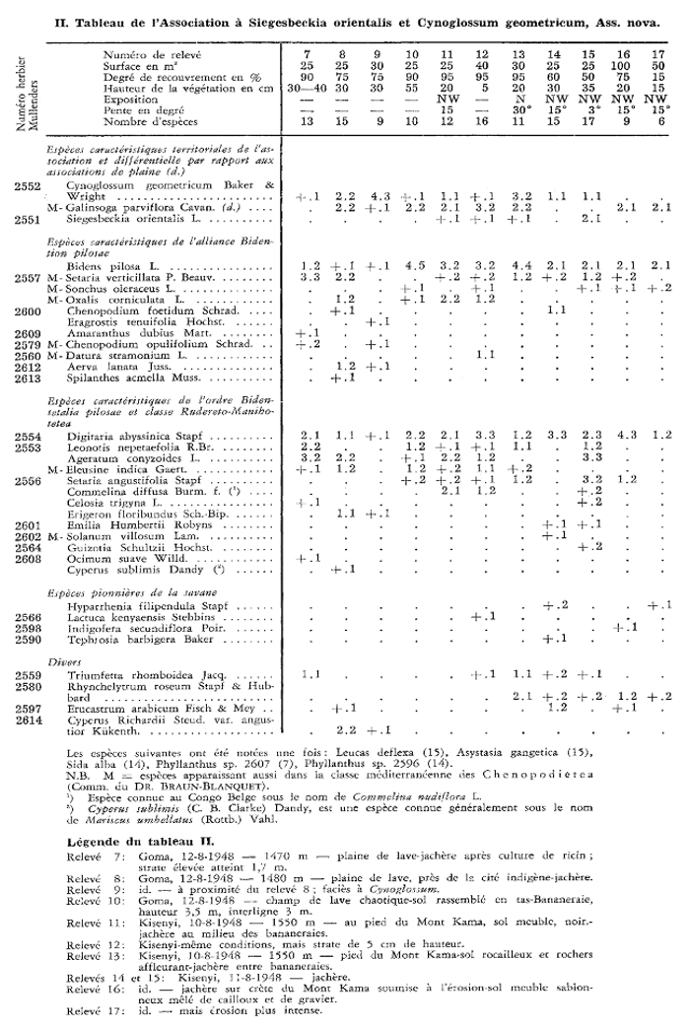 II. Tableau de l'Association à Siegesbeckia orientalis et Cynoglossum geometricum, Ass. nova.
Numéro herbier Mullenders
Numéro de relevé 7 8 9 10 11 12 13 14 15 16 17
Surface en m² 25 25 30 25 25 40 30 25 25 100 50
Degré de recouvrement en % 90 75 75 90 95 95 95 60 50 75 15
Hauteur de la végétation en cm 30—40 30 30 55 20 5 20 30 35 20 15
Exposition — — — — NW — N NW NW NW NW
Pente en degré — — — — 15 — 30° 15° 3° 15° 15°
Nombre d'espèces 13 15 9 10 12 16 11 15 17 9 6
Espèces caractéristiques territoriales de l'as-
sociation et différentielle par rapport aux
associations de plaine (d.)
2552 Cynoglossum geometricum Baker &
Wright +.1 2.2 4.3 +.1 1.1 +.1 3.2 1.1 1.1 . .
M- Galinsoga parviflora Cavan. (d.) . 2.2 +.1 2.2 2.1 3.2 2.2 . . 2.1 2.1
2551 Siegesbeckia orientalis L. . . . . +.1 +.1 +.1 . 2.1 . .
Espèces caractéristiques de l'alliance Biden-
tion pilosae
Bidens pilosa L. 1.2 +.1 +.1 4.5 3.2 3.2 4.4 2.1 2.1 2.1 2.1
2557 M- Setaria verticillata P. Beauv. 3.3 2.2 . . +.2 +.2 1.2 +.2 1.2 +.2 .
M- Sonchus oleraceus L. . . . +.1 . +.1 . . +.1 +.1 +.2
M- Oxalis corniculata L. . 1.2 . +.1 2.2 1.2 . . . . .
2600 Chenopodium foetidum Schrad. . +.1 . . . . . 1.1 . . .
Eragrostis tenuifolia Hochst. . . +.1 . . . . . . . .
2609 Amaranthus dubius Mart. +.1 . . . . . . . . . .
2579 M- Chenopodium opulifolium Schrad. +.2 . +.1 . . . . . . . .
2560 M- Datura stramonium L. . . . . . 1.1 . . . . .
2612 Aerva lanata Juss. . 1.2 +.1 . . . . . . . .
2613 Spilanthes acmella Muss. . +.1 . . . . . . . . .
Espèces caractéristiques de l'ordre Biden-
tetalia pilosae et classe Rudereto-Maniho-
tetea
2554 Digitaria abyssinica Stapf 2.1 1.1 +.1 2.2 2.1 3.3 1.2 3.3 2.3 4.3 1.2
2553 Leonotis nepetaefolia R.Br. 2.2 . . 1.2 +.1 +.1 1.1 . 1.2 . .
Ageratum conyzoides L. 3.2 2.2 . +.1 2.2 1.2 . . 3.3 . .
M- Eleusine indica Gaert. +.1 1.2 . 1.2 +.2 1.1 +.2 . . . .
2556 Setaria angustifolia Stapf . . . +.2 +.2 +.1 1.2 . 3.2 1.2 .
Commelina diffusa Burm. f. (¹) . . . . 2.1 1.2 . . +.2 . .
Celosia trigyna L. +.1 . . . . . . . +.2 . .
Erigeron floribundus Sch.-Bip. . 1.1 +.1 . . . . . . . .
2601 Emilia Humbertii Robyns . . . . . . . +.1 +.1 . .
2602 M- Solanum villosum Lam. . . . . . . . +.1 . . .
2564 Guizotia Schultzii Hochst. . . . . . . . . +.2 . .
2608 Ocimum suave Willd. +.1 . . . . . . . . . .
Cyperus sublimis Dandy (²) . +.1 . . . . . . . . .
Espèces pionnières de la savane
Hyparrhenia filipendula Stapf . . . . . . . +.2 . . +.1
2566 Lactuca kenyaensis Stebbins . . . . . +.1 . . . . .
2598 Indigofera secundiflora Poir. . . . . . . . . . +.1 .
2590 Tephrosia barbigera Baker . . . . . . . +.1 . . .
Divers
2559 Triumfetta rhomboidea Jacq. 1.1 . . . . +.1 1.1 +.2 +.1 . .
2580 Rhynchelytrum roseum Stapf & Hub-
bard . . . . . . 2.1 +.2 +.2 1.2 +.2
2597 Erucastrum arabicum Fisch & Mey . +.1 . . . . . 1.2 . +.1 .
2614 Cyperus Richardii Steud. var. angus-
tior Kükenth. . 2.2 +.1 . . . . . . . .
Les espèces suivantes ont été notées une fois : Leucas deflexa (15), Asystasia gangetica (15),
Sida alba (14), Phyllanthus sp. 2607 (7), Phyllanthus sp. 2596 (14).
N.B. M = espèces apparaissant aussi dans la classe méditerranéenne des Chenopodietea
(Comm. du DR. BRAUN-BLANQUET).
¹) Espèce connue au Congo Belge sous le nom de Commelina nudiflora L.
²) Cyperus sublimis (C. B. Clarke) Dandy, est une espèce connue généralement sous le nom
de Mariscus umbellatus (Rottb.) Vahl.
Légende du tableau II.
Relevé 7: Goma, 12-8-1948 — 1470 m — plaine de lave-jachère après culture de ricin ;
strate élevée atteint 1,7 m.
Relevé 8: Goma, 12-8-1948 — 1480 m — plaine de lave, près de la cité indigène-jachère.
Relevé 9: id. — à proximité du relevé 8 ; faciès à Cynoglossum.
Relevé 10: Goma, 12-8-1948 — champ de lave chaotique-sol rassemblé en tas-Bananeraie,
hauteur 3,5 m, interligne 3 m.
Relevé 11: Kisenyi, 10-8-1948 — 1550 m — au pied du Mont Kama, sol meuble, noir.-
jachère au milieu des bananeraies.
Relevé 12: Kisenyi-même conditions, mais strate de 5 cm de hauteur.
Relevé 13: Kisenyi, 10-8-1948 — 1550 m — pied du Mont Kama-sol rocailleux et rochers
affleurant-jachère entre bananeraies.
Relevés 14 et 15: Kisenyi, 11-8-1948 — jachère.
Relevé 16: id. — jachère sur crête du Mont Kama soumise à l'érosion-sol meuble sablon-
neux mêlé de cailloux et de gravier.
Relevé 17: id. — mais érosion plus intense.